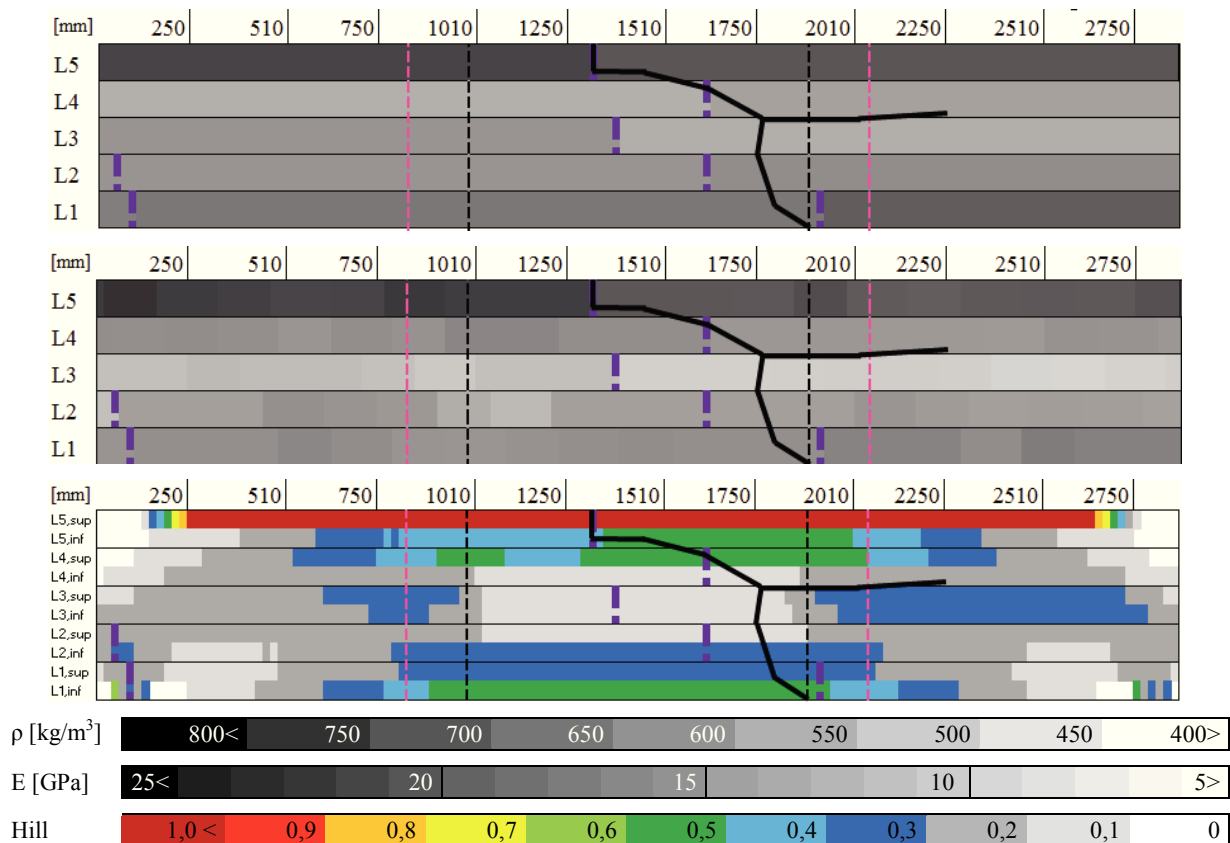 [mm] 250 510 750 1010 1250 1510 1750 2010 2250 2510 2750
L5
L4
L3
L2
L1
[mm] 250 510 750 1010 1250 1510 1750 2010 2250 2510 2750
L5
L4
L3
L2
L1
[mm] 250 510 750 1010 1250 1510 1750 2010 2250 2510 2750
L5,sup
L5,inf
L4,sup
L4,inf
L3,sup
L3,inf
L2,sup
L2,inf
L1,sup
L1,inf
ρ [kg/m³] 800< 750 700 650 600 550 500 450 400>
E [GPa] 25< 20 15 10 5>
Hill 1,0 < 0,9 0,8 0,7 0,6 0,5 0,4 0,3 0,2 0,1 0